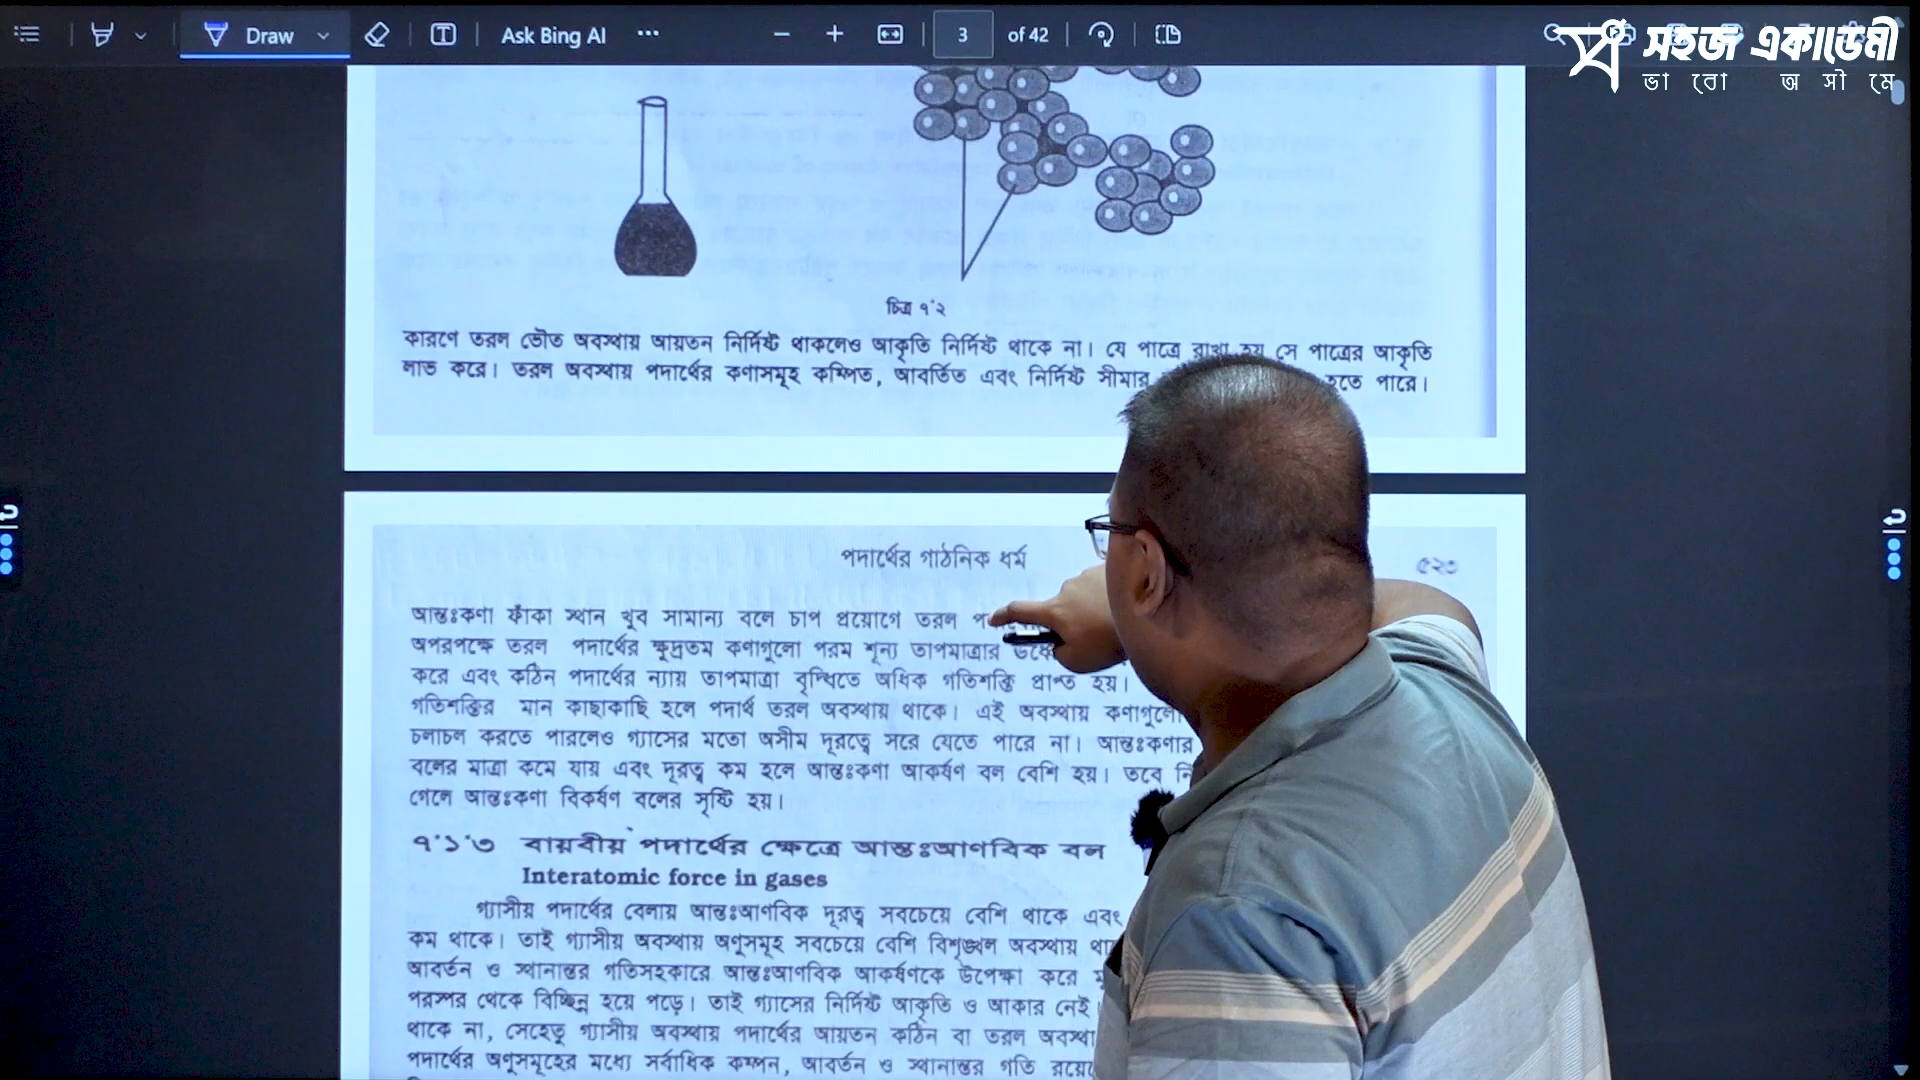 Draw
Ask Bing AI
3 of 42
সহজ একাডেমী
ভাবো অসীমে
চিত্র ৭'২
কারণে তরল ভৌত অবস্থায় আয়তন নির্দিষ্ট থাকলেও আকৃতি নির্দিষ্ট থাকে না। যে পাত্রে রাখা হয় সে পাত্রের আকৃতি
লাভ করে। তরল অবস্থায় পদার্থের কণাসমূহ কম্পিত, আবর্তিত এবং নির্দিষ্ট সীমার হতে পারে।
পদার্থের গাঠনিক ধর্ম
৫২৩
আন্তঃকণা ফাঁকা স্থান খুব সামান্য বলে চাপ প্রয়োগে তরল
অপরপক্ষে তরল পদার্থের ক্ষুদ্রতম কণাগুলো পরম শূন্য তাপমাত্রার
করে এবং কঠিন পদার্থের ন্যায় তাপমাত্রা বৃদ্ধিতে অধিক গতিশক্তি প্রাপ্ত হয়।
গতিশক্তির মান কাছাকাছি হলে পদার্থ তরল অবস্থায় থাকে। এই অবস্থায় কণাগুলো
চলাচল করতে পারলেও গ্যাসের মতো অসীম দূরত্বে সরে যেতে পারে না। আন্তঃকণার
বলের মাত্রা কমে যায় এবং দূরত্ব কম হলে আন্তঃকণা আকর্ষণ বল বেশি হয়। তবে
গেলে আন্তঃকণা বিকর্ষণ বলের সৃষ্টি হয়।
৭'১'৩ বায়বীয় পদার্থের ক্ষেত্রে আন্তঃআণবিক বল
Interatomic force in gases
গ্যাসীয় পদার্থের বেলায় আন্তঃআণবিক দূরত্ব সবচেয়ে বেশি থাকে এবং
কম থাকে। তাই গ্যাসীয় অবস্থায় অণুসমূহ সবচেয়ে বেশি বিশৃঙ্খল অবস্থায়
আবর্তন ও স্থানান্তর গতিসহকারে আন্তঃআণবিক আকর্ষণকে উপেক্ষা করে
পরস্পর থেকে বিচ্ছিন্ন হয়ে পড়ে। তাই গ্যাসের নির্দিষ্ট আকৃতি ও আকার নেই।
থাকে না, সেহেতু গ্যাসীয় অবস্থায় পদার্থের আয়তন কঠিন বা তরল
পদার্থের অণুসমূহের মধ্যে সর্বাধিক কম্পন, আবর্তন ও স্থানান্তর গতি